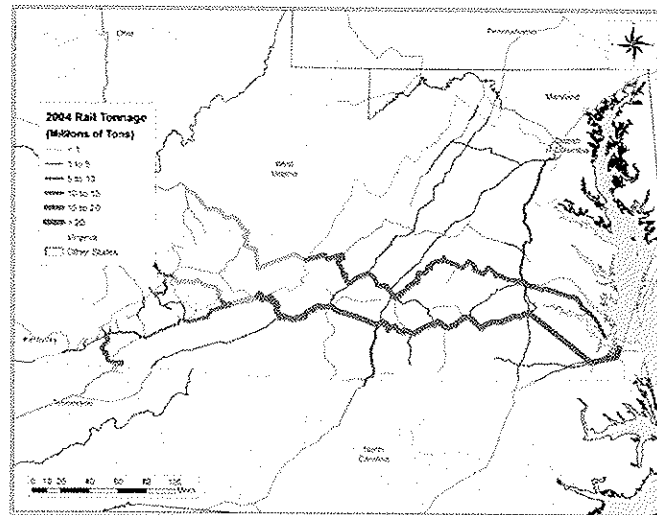 Ohio
Pennsylvania
Maryland
2004 Rail Tonnage
(Millions of Tons)
< 1
1 to 5
5 to 10
10 to 15
15 to 20
> 20
Virginia
Other States
West
Virginia
Kentucky
Tennessee
North
Carolina
Miles